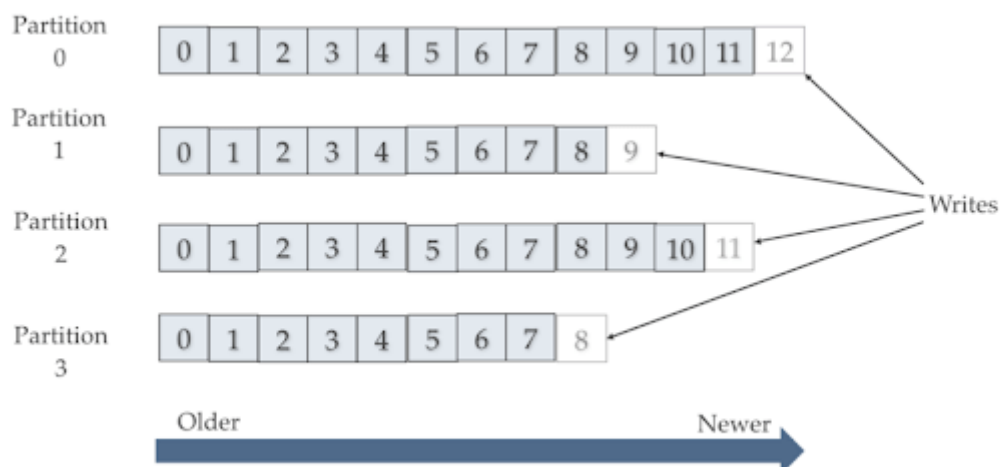 Partition
0
0 1 2 3 4 5 6 7 8 9 10 11 12
Partition
1
0 1 2 3 4 5 6 7 8 9
Partition
2
0 1 2 3 4 5 6 7 8 9 10 11
Writes
Partition
3
0 1 2 3 4 5 6 7 8
Older Newer